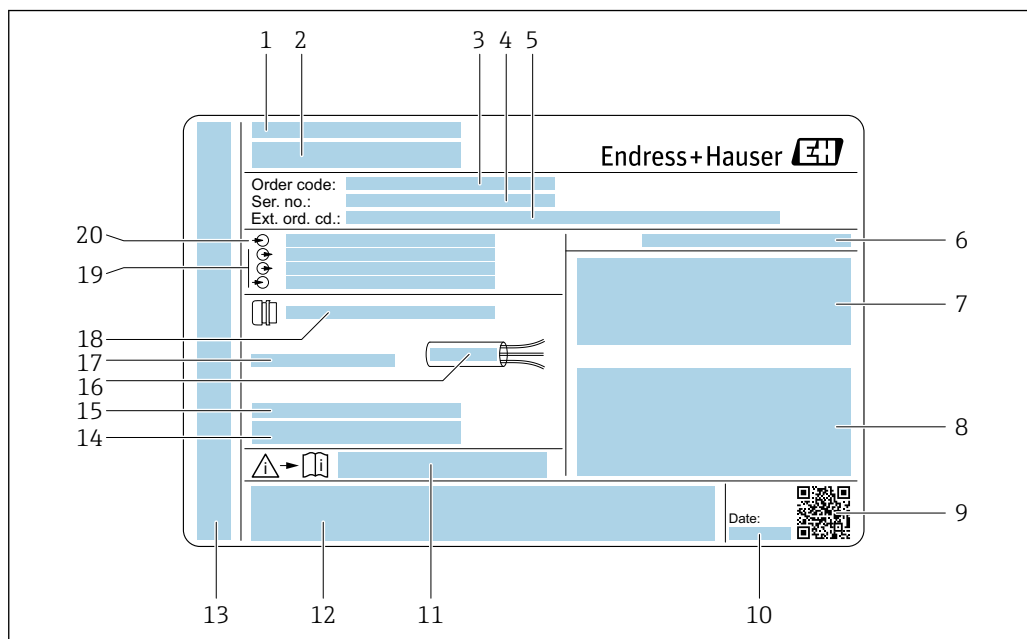 1 2 3 4 5
Endress+Hauser EH
Order code:
Ser. no.:
Ext. ord. cd.:
20
19
6
7
18
17
16
15
14
8
i i
9
Date:
13 12 11 10